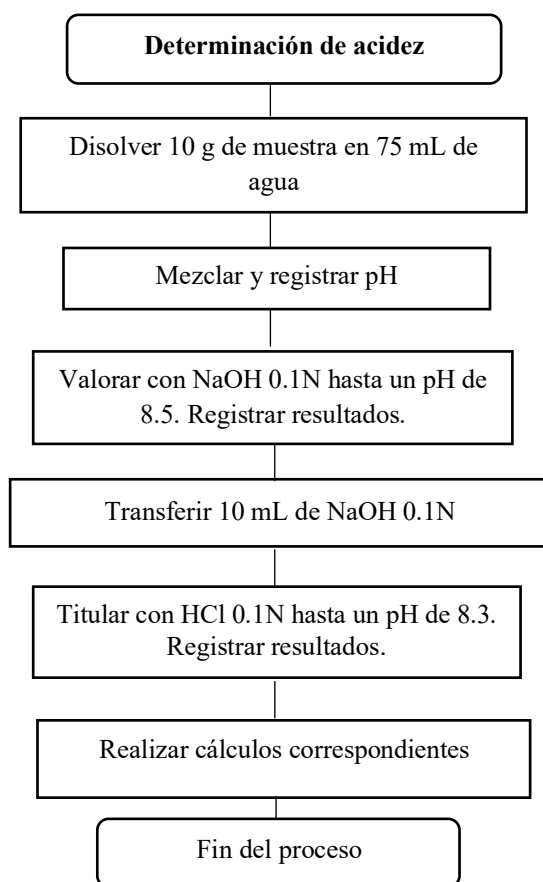 Determinación de acidez
Disolver 10 g de muestra en 75 mL de
agua
Mezclar y registrar pH
Valorar con NaOH 0.1N hasta un pH de
8.5. Registrar resultados.
Transferir 10 mL de NaOH 0.1N
Titular con HCl 0.1N hasta un pH de 8.3.
Registrar resultados.
Realizar cálculos correspondientes
Fin del proceso